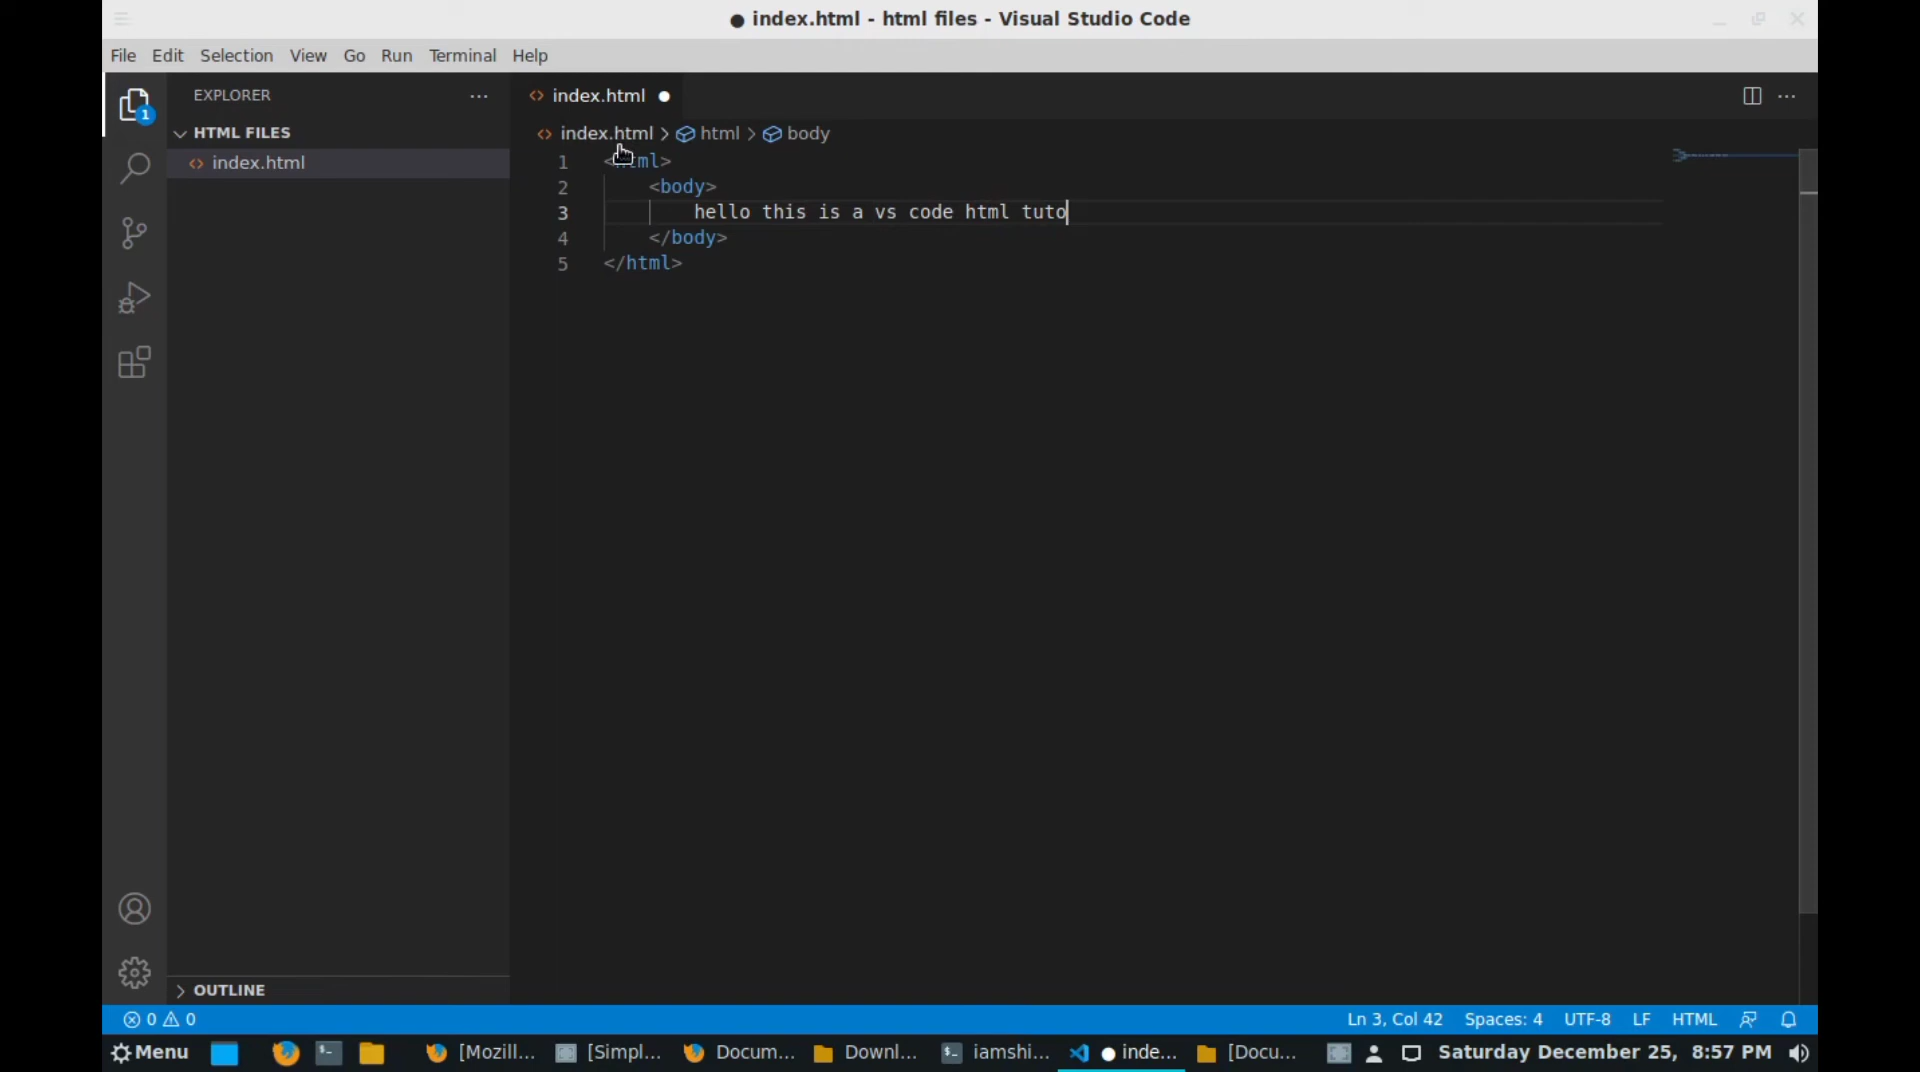 ● index.html - html files - Visual Studio Code
File Edit Selection View Go Run Terminal Help
EXPLORER
index.html
1
HTML FILES
index.html > html > body
index.html
1 <html>
2 <body>
3 hello this is a vs code html tuto
4 </body>
5 </html>
OUTLINE
0 0
Ln 3, Col 42 Spaces: 4 UTF-8 LF HTML
Menu [Mozill... [Simpl... Docum... Downl... iamshi... ● inde... [Docu... Saturday December 25, 8:57 PM